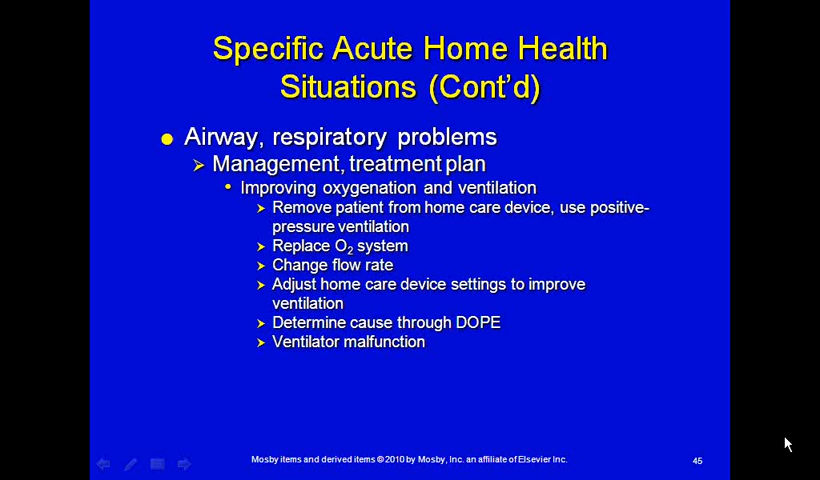 Specific Acute Home Health
Situations (Cont'd)
Airway, respiratory problems
Management, treatment plan
Improving oxygenation and ventilation
Remove patient from home care device, use positive-
pressure ventilation
Replace O2 system
Change flow rate
Adjust home care device settings to improve
ventilation
Determine cause through DOPE
Ventilator malfunction
Mosby items and derived items © 2010 by Mosby, Inc. an affiliate of Elsevier Inc.
45